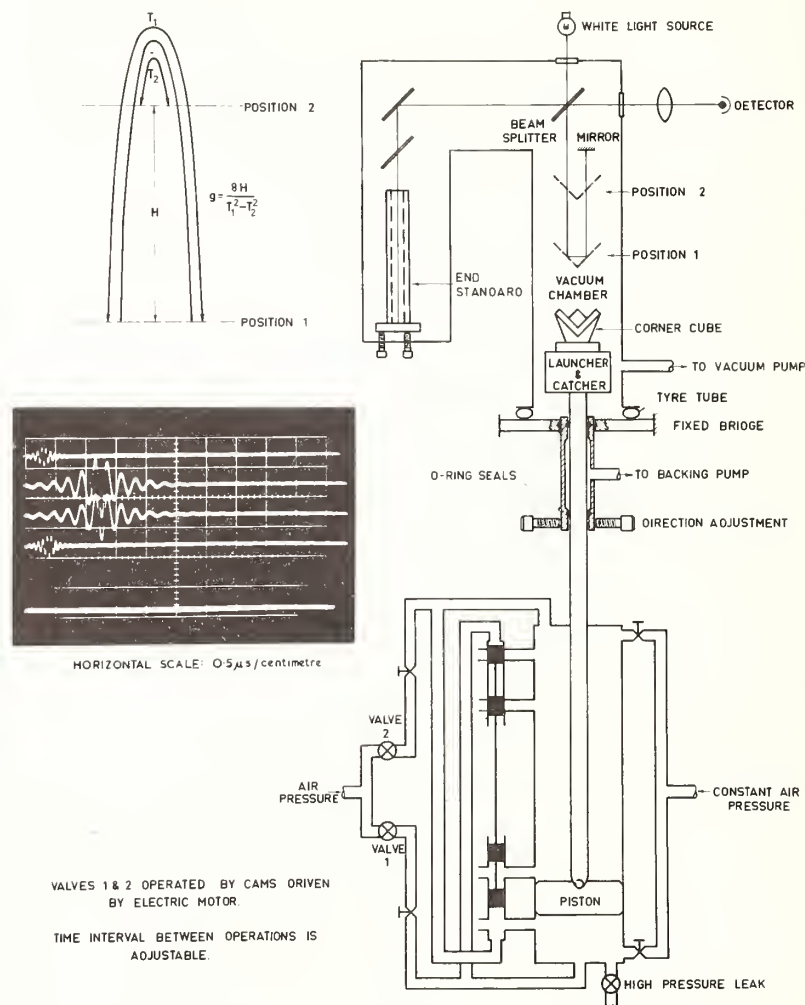 T₁
T₂
POSITION 2
H
g = 8H / T₁² – T₂²
POSITION 1
WHITE LIGHT SOURCE
DETECTOR
BEAM SPLITTER
MIRROR
POSITION 2
POSITION 1
END STANDARD
VACUUM CHAMBER
CORNER CUBE
LAUNCHER & CATCHER
TO VACUUM PUMP
TYRE TUBE
FIXED BRIDGE
O-RING SEALS
TO BACKING PUMP
DIRECTION ADJUSTMENT
HORIZONTAL SCALE: 0·5μs/centimetre
VALVE 2
AIR PRESSURE
VALVE 1
CONSTANT AIR PRESSURE
PISTON
HIGH PRESSURE LEAK
VALVES 1 & 2 OPERATED BY CAMS DRIVEN
BY ELECTRIC MOTOR.
TIME INTERVAL BETWEEN OPERATIONS IS
ADJUSTABLE.